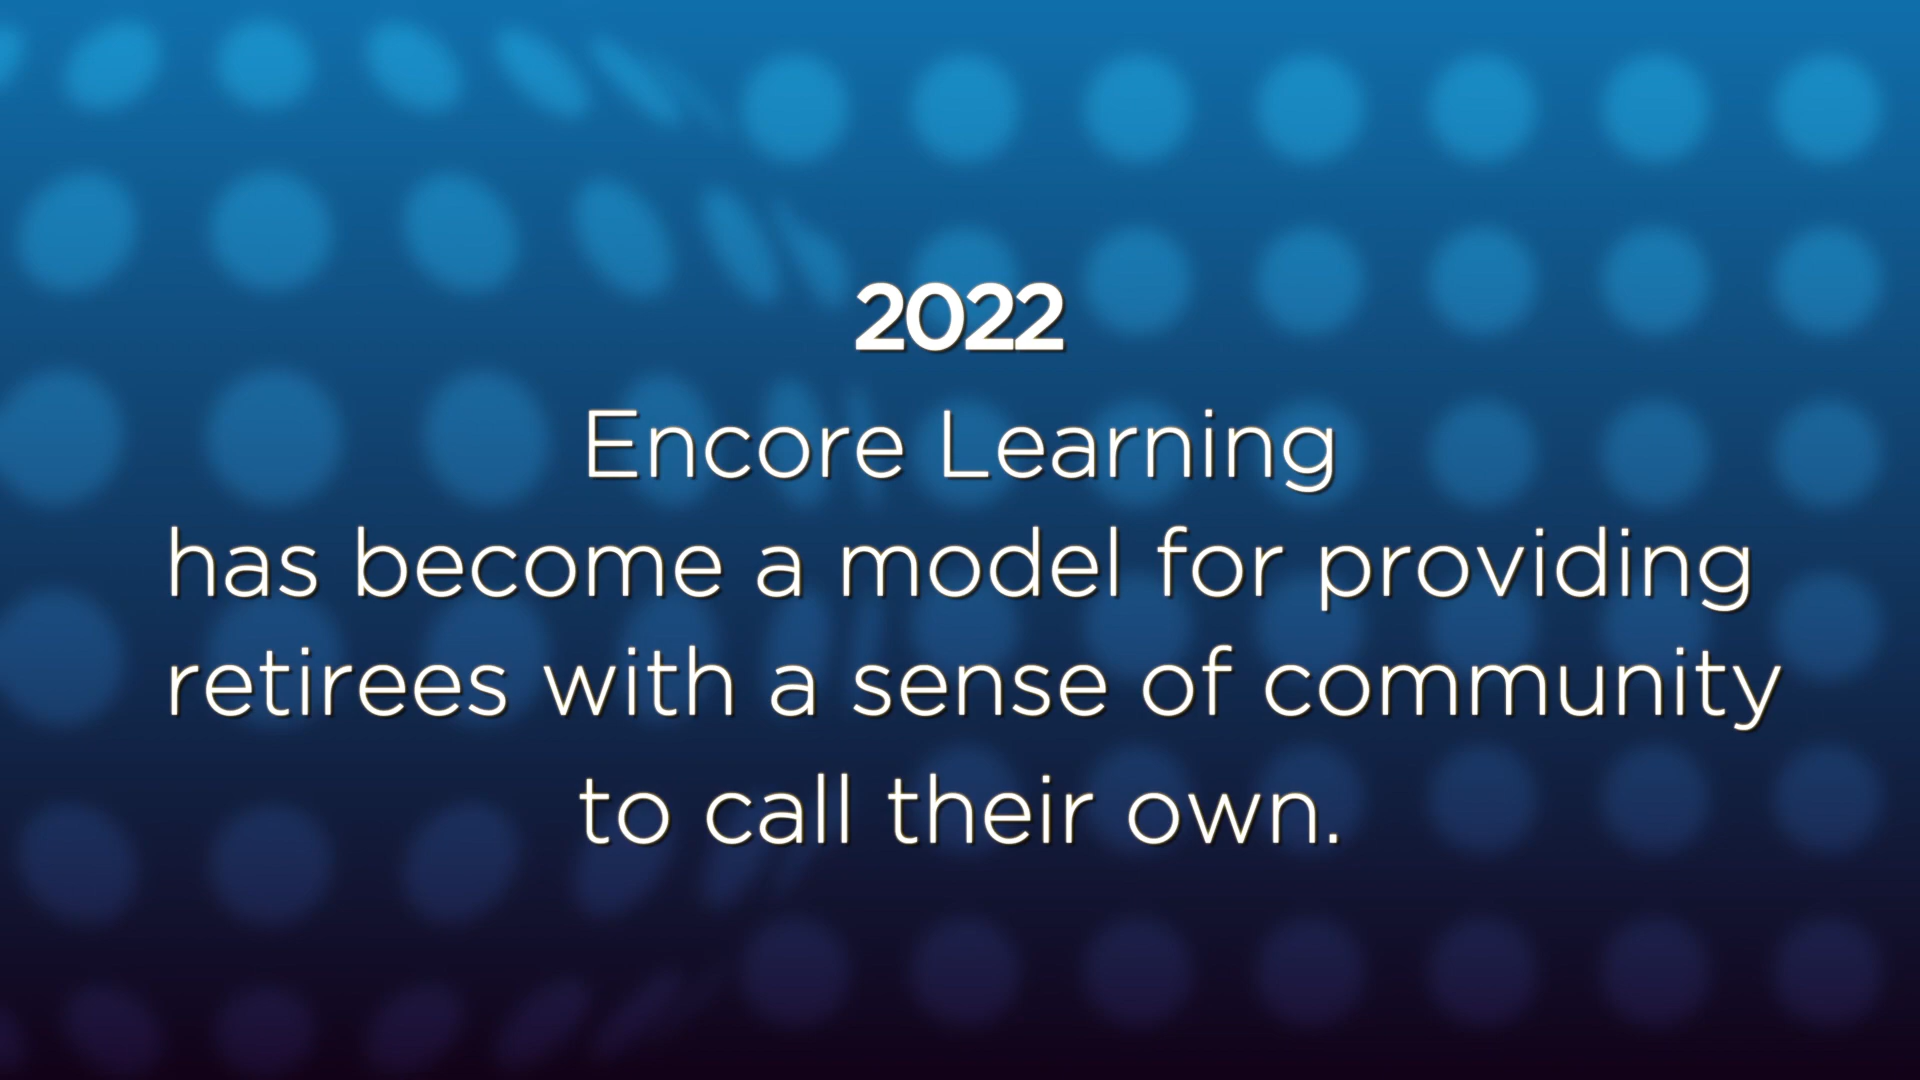 2022
Encore Learning
has become a model for providing
retirees with a sense of community
to call their own.